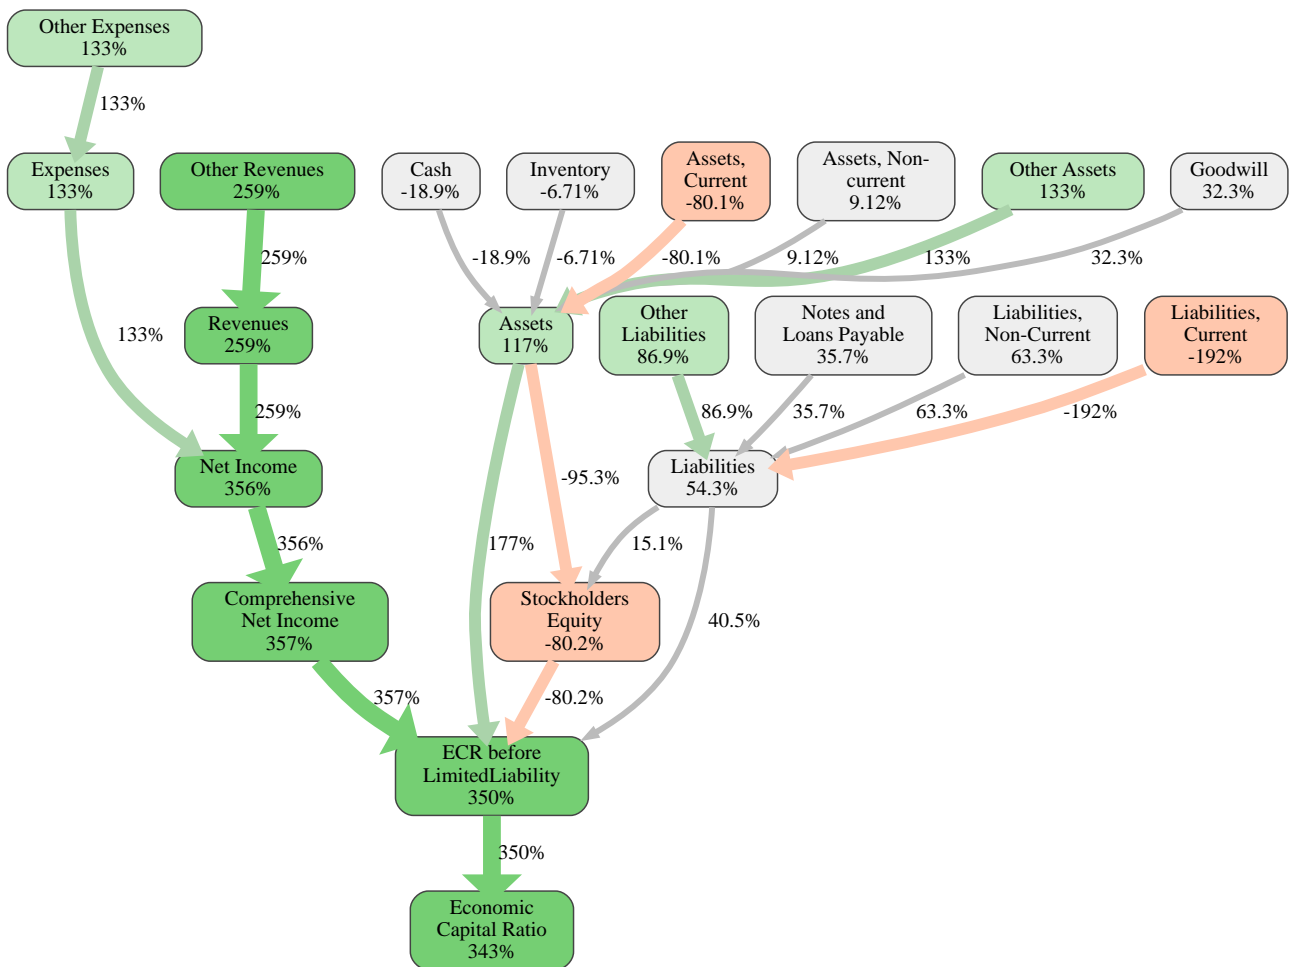 Other Expenses
133%
133%
Expenses
133%
Other Revenues
259%
Cash
-18.9%
Inventory
-6.71%
Assets,
Current
-80.1%
Assets, Non-
current
9.12%
Other Assets
133%
Goodwill
32.3%
259%
-18.9%
-6.71%
-80.1%
9.12%
133%
32.3%
133%
Revenues
259%
Assets
117%
Other
Liabilities
86.9%
Notes and
Loans Payable
35.7%
Liabilities,
Non-Current
63.3%
Liabilities,
Current
-192%
259%
86.9%
35.7%
63.3%
-192%
Net Income
356%
-95.3%
Liabilities
54.3%
356%
177%
15.1%
40.5%
Comprehensive
Net Income
357%
Stockholders
Equity
-80.2%
357%
-80.2%
ECR before
LimitedLiability
350%
350%
Economic
Capital Ratio
343%